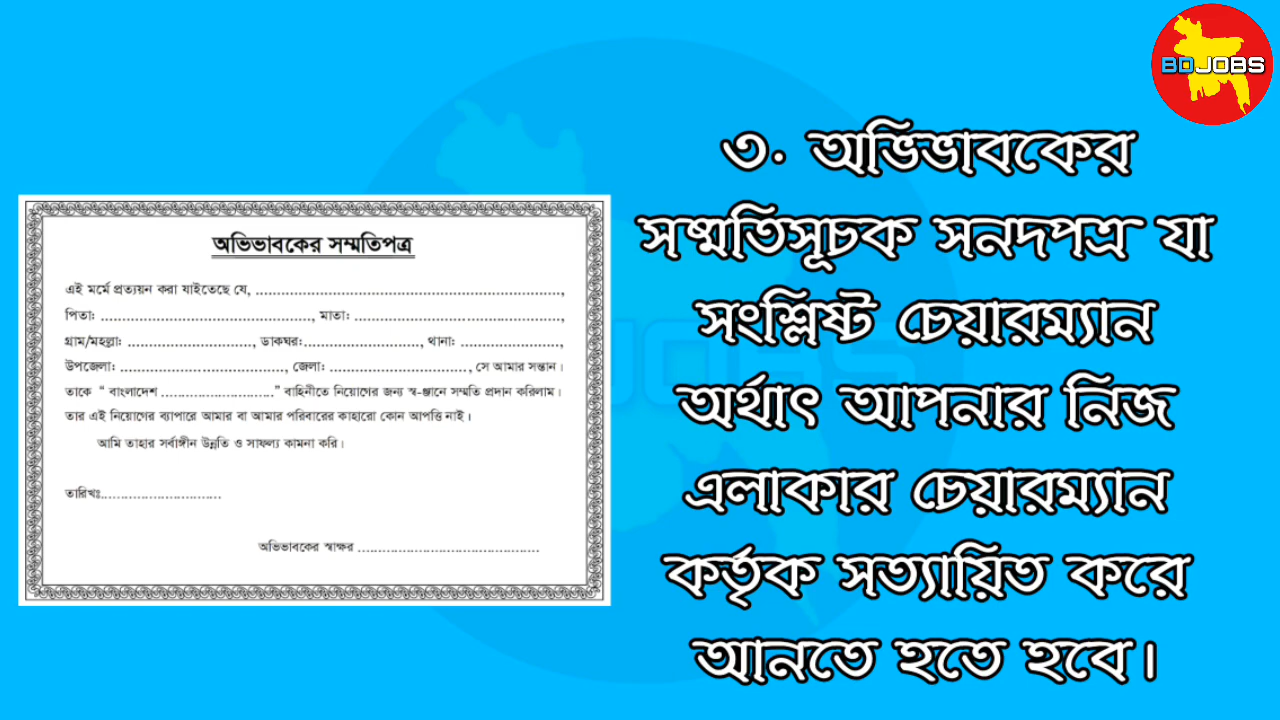 BDJOBS
অভিভাবকের সম্মতিপত্র
এই মর্মে প্রত্যয়ন করা যাইতেছে যে, ..........................................................................,
পিতা: ..................................................., মাতা: ..................................................,
গ্রাম/মহল্লা: .............................., ডাকঘর:............................, থানা: ........................,
উপজেলা: ........................................, জেলা: .................................., সে আমার সন্তান।
তাকে “ বাংলাদেশ ...........................” বাহিনীতে নিয়োগের জন্য স্ব-জ্ঞানে সম্মতি প্রদান করিলাম।
তার এই নিয়োগের ব্যাপারে আমার বা আমার পরিবারের কাহারো কোন আপত্তি নাই।
আমি তাহার সর্বাঙ্গীন উন্নতি ও সাফল্য কামনা করি।
তারিখঃ.............................
অভিভাবকের স্বাক্ষর ............................................
৩. অভিভাবকের
সম্মতিসূচক সনদপত্র যা
সংশ্লিষ্ট চেয়ারম্যান
অর্থাৎ আপনার নিজ
এলাকার চেয়ারম্যান
কর্তৃক সত্যায়িত করে
আনতে হতে হবে।